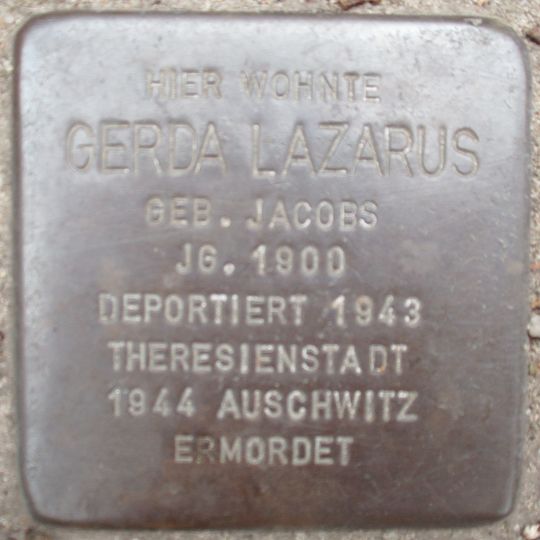 HIER WOHNTE
GERDA LAZARUS
GEB. JACOBS
JG. 1900
DEPORTIERT 1943
THERESIENSTADT
1944 AUSCHWITZ
ERMORDET